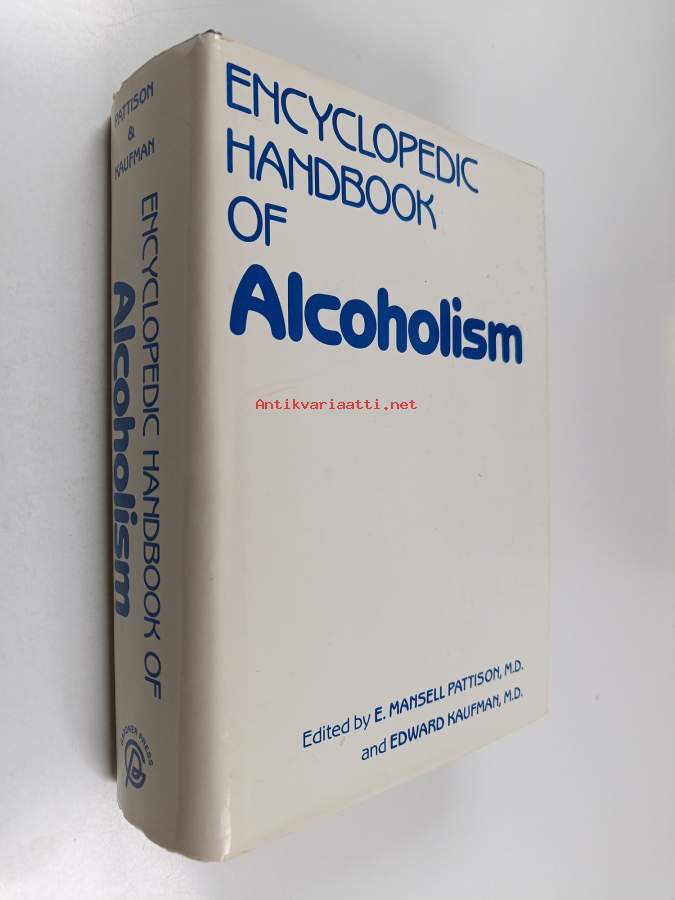 PATTISON
&
KAUFMAN
ENCYCLOPEDIC HANDBOOK OF
Alcoholism
GARDNER PRESS
ENCYCLOPEDIC
HANDBOOK
OF
Alcoholism
Antikvariaatti.net
Edited by E. MANSELL PATTISON, M.D.
and EDWARD KAUFMAN, M.D.